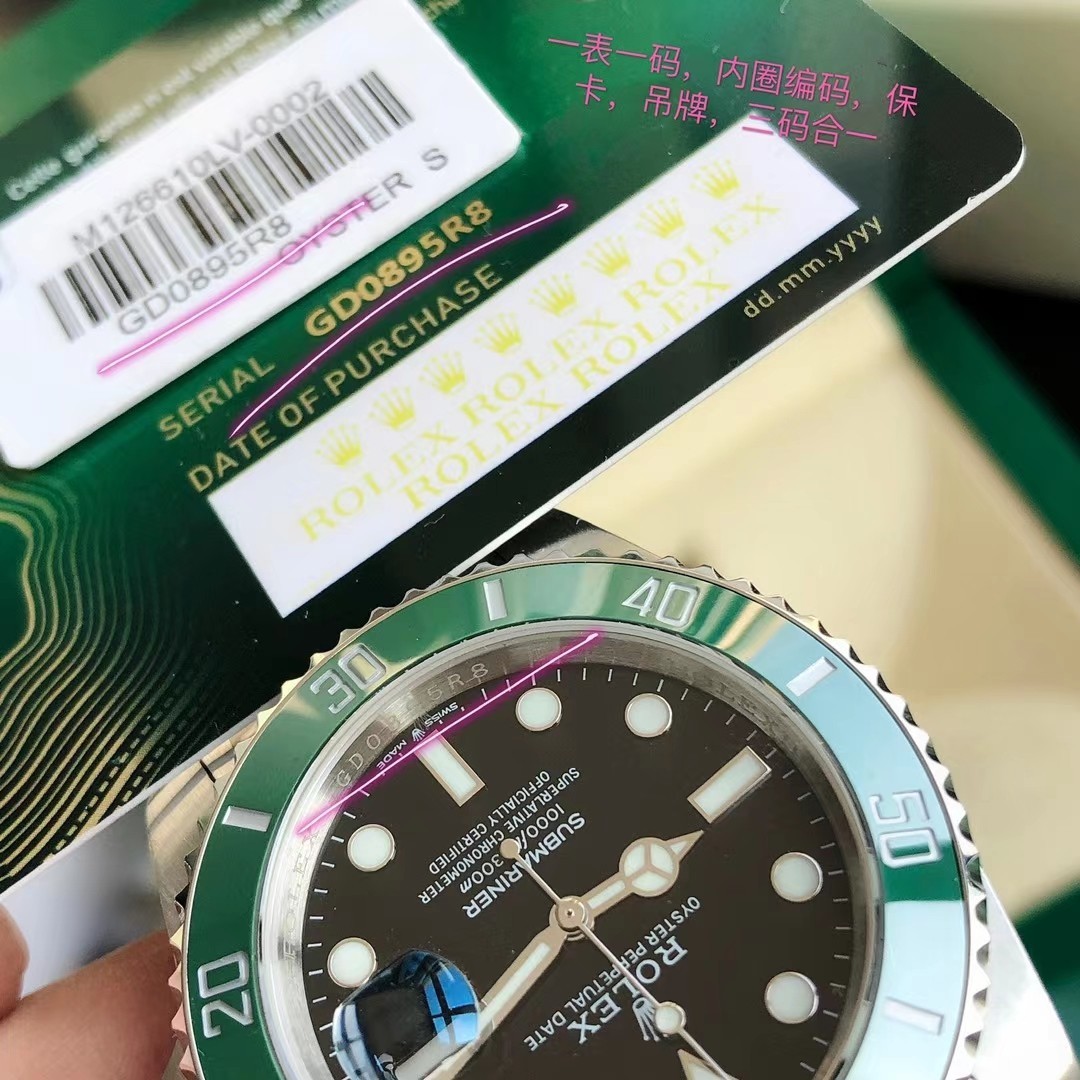 一表一码，内圈编码，保
卡，吊牌，三码合一
M126610LV-0002
GD0895R8
OYSTER S
SERIAL
GD0895R8
DATE OF PURCHASE
dd.mm.yyyy
ROLEX ROLEX ROLEX
ROLEX ROLEX
40
30
50
20
SWISS MADE
ROLEX
OYSTER PERPETUAL DATE
SUBMARINER
1000ft 300m
SUPERLATIVE CHRONOMETER
OFFICIALLY CERTIFIED
ROLEX
ROLEX